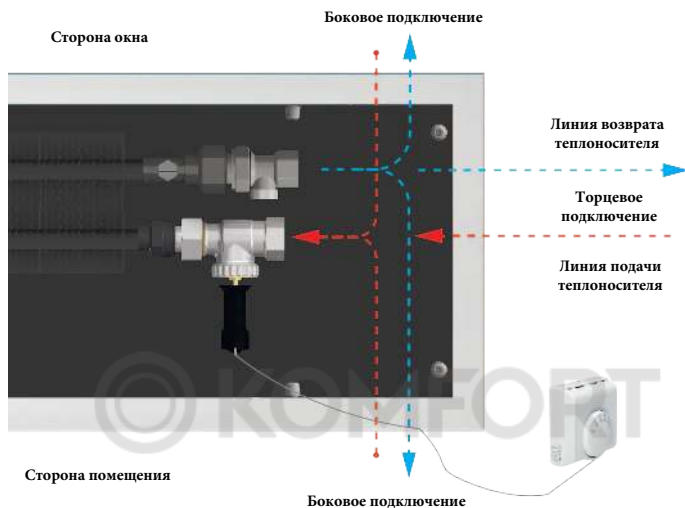 Боковое подключение
Сторона окна
Линия возврата
теплоносителя
Торцевое
подключение
Линия подачи
теплоносителя
© KOMFORT
Сторона помещения
Боковое подключение